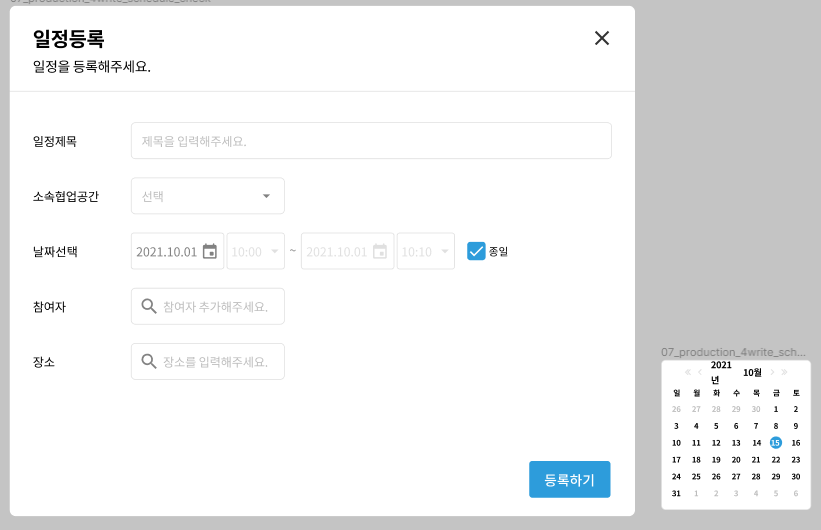 07_production_4write_schedule_check
일정등록
일정을 등록해주세요.
일정제목 제목을 입력해주세요.
소속협업공간 선택
날짜선택 2021.10.01 10:00 ~ 2021.10.01 10:10 종일
참여자 참여자 추가해주세요.
장소 장소를 입력해주세요.
등록하기
07_production_4write_sch...
« ‹ 2021
년 10월 › »
일 월 화 수 목 금 토
26 27 28 29 30 1 2
3 4 5 6 7 8 9
10 11 12 13 14 15 16
17 18 19 20 21 22 23
24 25 26 27 28 29 30
31 1 2 3 4 5 6